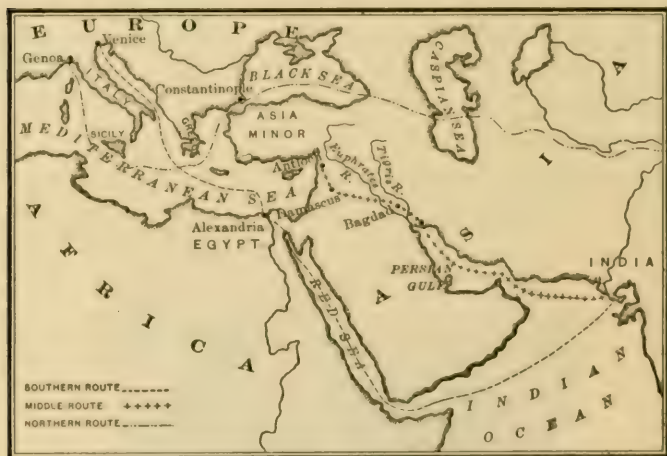 EUROPE
Venice
Genoa
ITALY
Constantinople
BLACK SEA
CASPIAN SEA
ASIA
GR.
ASIA
MINOR
SICILY
MEDITERRANEAN SEA
Antioch
Euphrates R.
Tigris R.
Damascus
Bagdad
Alexandria
EGYPT
INDIA
PERSIAN
GULF
RED SEA
AFRICA
INDIAN
OCEAN
SOUTHERN ROUTE
MIDDLE ROUTE
NORTHERN ROUTE